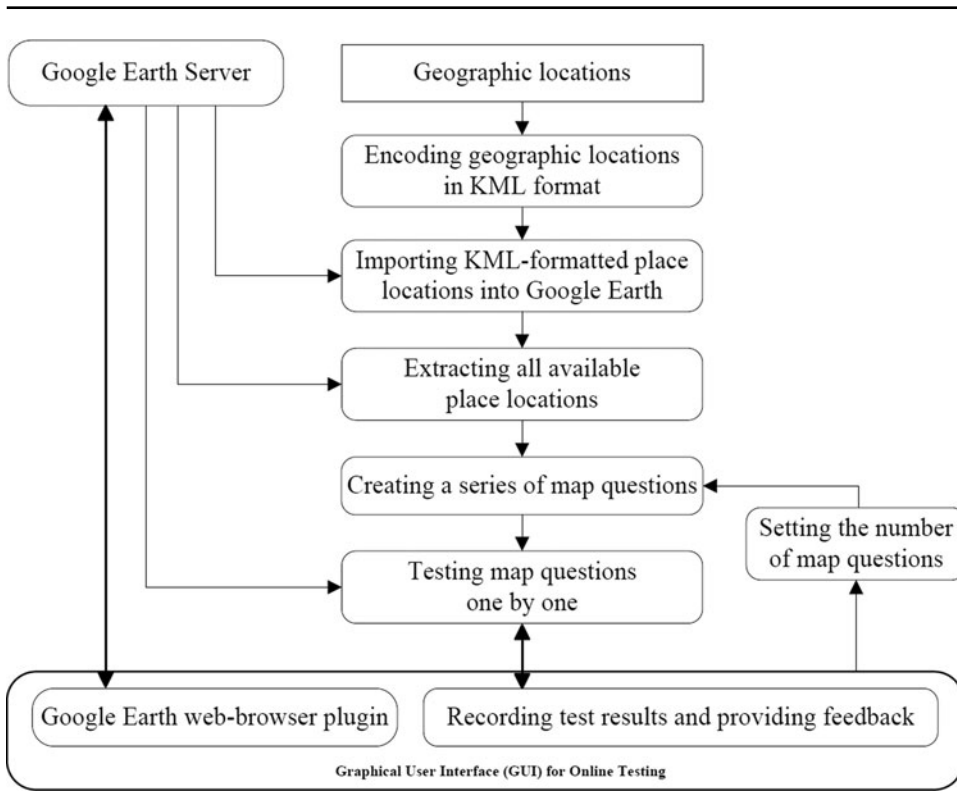 Google Earth Server
Geographic locations
Encoding geographic locations
in KML format
Importing KML-formatted place
locations into Google Earth
Extracting all available
place locations
Creating a series of map questions
Setting the number
of map questions
Testing map questions
one by one
Google Earth web-browser plugin
Recording test results and providing feedback
Graphical User Interface (GUI) for Online Testing